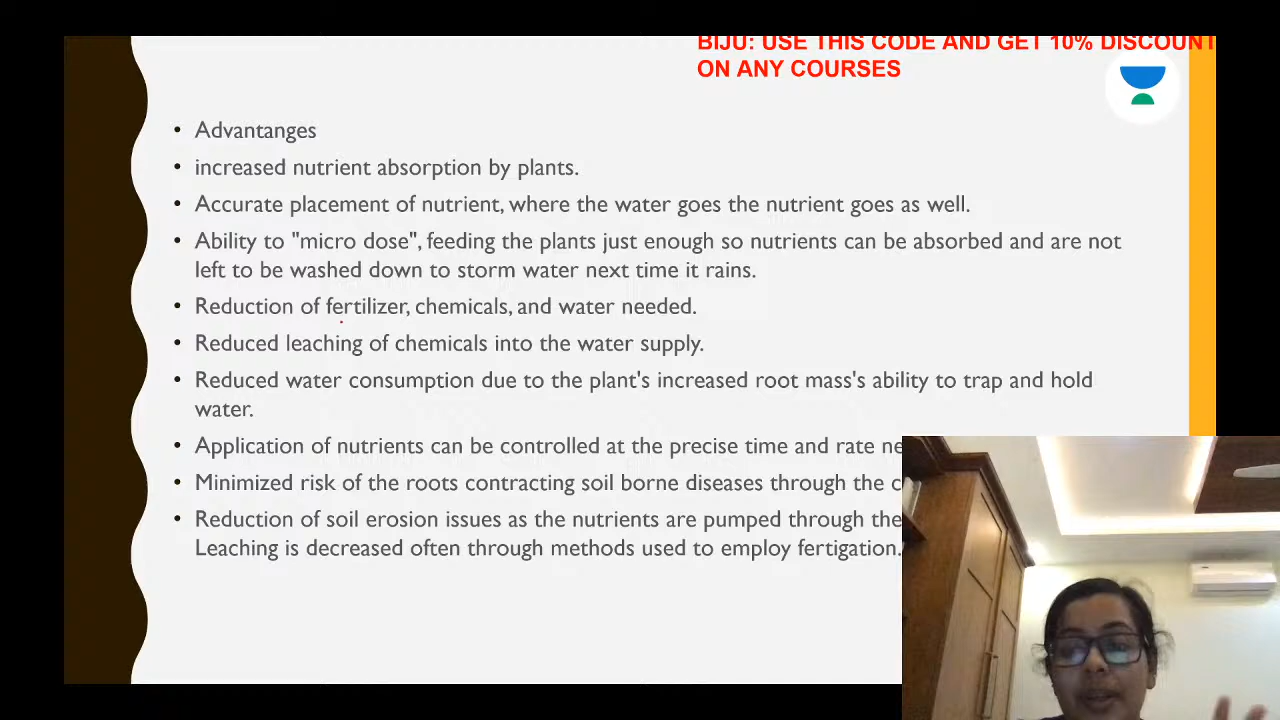 BIJU: USE THIS CODE AND GET 10% DISCOUNT
ON ANY COURSES
• Advantanges
• increased nutrient absorption by plants.
• Accurate placement of nutrient, where the water goes the nutrient goes as well.
• Ability to "micro dose", feeding the plants just enough so nutrients can be absorbed and are not
left to be washed down to storm water next time it rains.
• Reduction of fertilizer, chemicals, and water needed.
• Reduced leaching of chemicals into the water supply.
• Reduced water consumption due to the plant's increased root mass's ability to trap and hold
water.
• Application of nutrients can be controlled at the precise time and rate
• Minimized risk of the roots contracting soil borne diseases through the
• Reduction of soil erosion issues as the nutrients are pumped through the
Leaching is decreased often through methods used to employ fertigation.